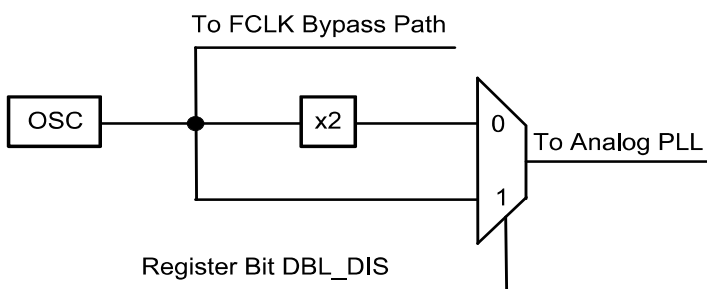 To FCLK Bypass Path
OSC
x2
0
To Analog PLL
1
Register Bit DBL_DIS